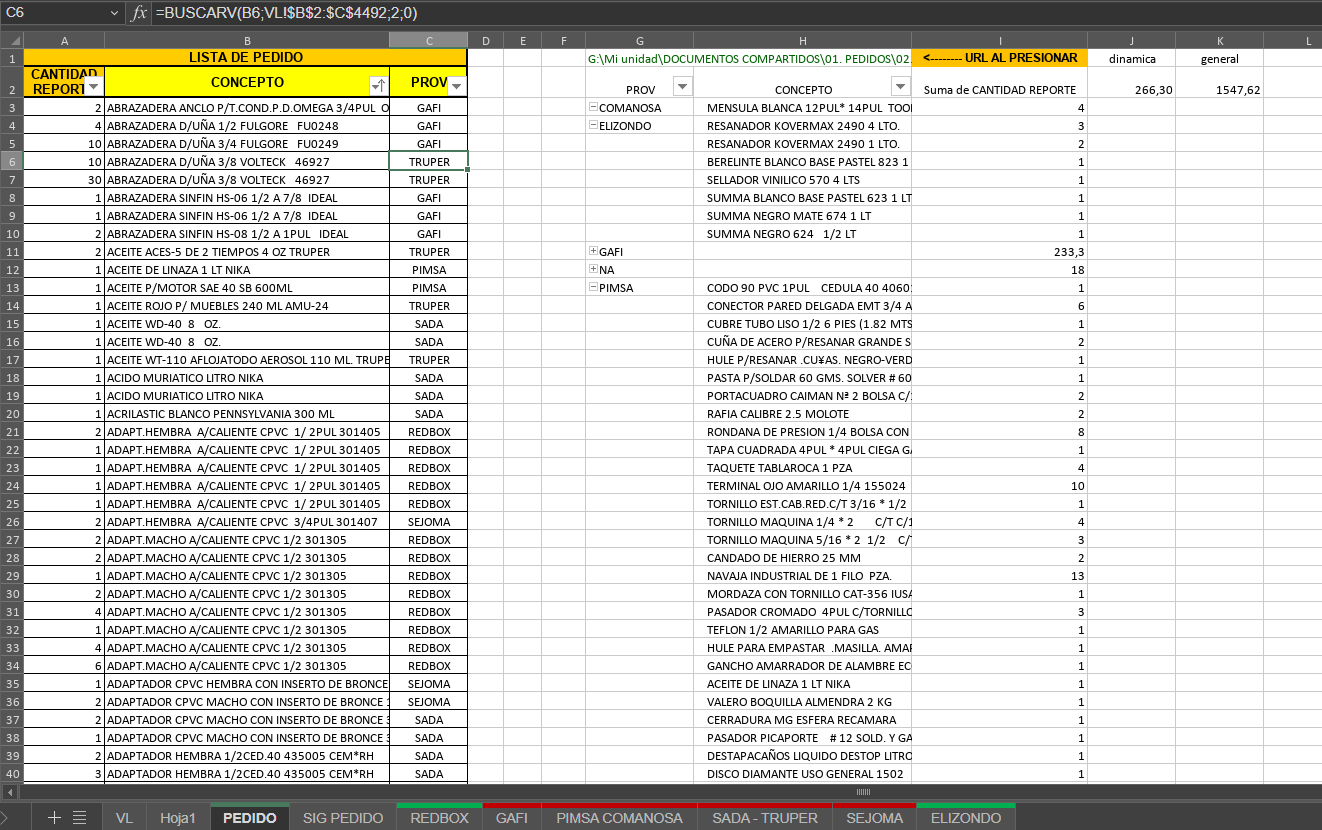 C6 fx =BUSCARV(B6;VL!$B$2:$C$4492;2;0)
A B C D E F G H I J K L
1 LISTA DE PEDIDO G:\Mi unidad\DOCUMENTOS COMPARTIDOS\01. PEDIDOS\02. <-------- URL AL PRESIONAR dinamica general
2 CANTIDAD REPORT CONCEPTO PROV PROV CONCEPTO Suma de CANTIDAD REPORTE 266,30 1547,62
3 2 ABRAZADERA ANCLO P/T.COND.P.D.OMEGA 3/4PUL O GAFI COMANOSA MENSULA BLANCA 12PUL* 14PUL TOO 4
4 4 ABRAZADERA D/UÑA 1/2 FULGORE FU0248 GAFI ELIZONDO RESANADOR KOVERMAX 2490 4 LTO. 3
5 10 ABRAZADERA D/UÑA 3/4 FULGORE FU0249 GAFI RESANADOR KOVERMAX 2490 1 LTO. 2
6 10 ABRAZADERA D/UÑA 3/8 VOLTECK 46927 TRUPER BERELINTE BLANCO BASE PASTEL 823 1 1
7 30 ABRAZADERA D/UÑA 3/8 VOLTECK 46927 TRUPER SELLADOR VINILICO 570 4 LTS 1
8 1 ABRAZADERA SINFIN HS-06 1/2 A 7/8 IDEAL GAFI SUMMA BLANCO BASE PASTEL 623 1 LT 1
9 1 ABRAZADERA SINFIN HS-06 1/2 A 7/8 IDEAL GAFI SUMMA NEGRO MATE 674 1 LT 1
10 2 ABRAZADERA SINFIN HS-08 1/2 A 1PUL IDEAL GAFI SUMMA NEGRO 624 1/2 LT 1
11 2 ACEITE ACES-5 DE 2 TIEMPOS 4 OZ TRUPER TRUPER GAFI 233,3
12 1 ACEITE DE LINAZA 1 LT NIKA PIMSA NA 18
13 1 ACEITE P/MOTOR SAE 40 SB 600ML PIMSA PIMSA CODO 90 PVC 1PUL CEDULA 40 4060 1
14 1 ACEITE ROJO P/ MUEBLES 240 ML AMU-24 TRUPER CONECTOR PARED DELGADA EMT 3/4 A 6
15 1 ACEITE WD-40 8 OZ. SADA CUBRE TUBO LISO 1/2 6 PIES (1.82 MTS 1
16 1 ACEITE WD-40 8 OZ. SADA CUÑA DE ACERO P/RESANAR GRANDE S 2
17 1 ACEITE WT-110 AFLOJATODO AEROSOL 110 ML. TRUPE TRUPER HULE P/RESANAR .CU¥AS. NEGRO-VERD 1
18 1 ACIDO MURIATICO LITRO NIKA SADA PASTA P/SOLDAR 60 GMS. SOLVER # 60 1
19 1 ACIDO MURIATICO LITRO NIKA SADA PORTACUADRO CAIMAN Nª 2 BOLSA C/ 2
20 1 ACRILASTIC BLANCO PENNSYLVANIA 300 ML SADA RAFIA CALIBRE 2.5 MOLOTE 2
21 2 ADAPT.HEMBRA A/CALIENTE CPVC 1/ 2PUL 301405 REDBOX RONDANA DE PRESION 1/4 BOLSA CON 8
22 1 ADAPT.HEMBRA A/CALIENTE CPVC 1/ 2PUL 301405 REDBOX TAPA CUADRADA 4PUL * 4PUL CIEGA GA 1
23 1 ADAPT.HEMBRA A/CALIENTE CPVC 1/ 2PUL 301405 REDBOX TAQUETE TABLAROCA 1 PZA 4
24 1 ADAPT.HEMBRA A/CALIENTE CPVC 1/ 2PUL 301405 REDBOX TERMINAL OJO AMARILLO 1/4 155024 10
25 1 ADAPT.HEMBRA A/CALIENTE CPVC 1/ 2PUL 301405 REDBOX TORNILLO EST.CAB.RED.C/T 3/16 * 1/2 1
26 2 ADAPT.HEMBRA A/CALIENTE CPVC 3/4PUL 301407 SEJOMA TORNILLO MAQUINA 1/4 * 2 C/T C/1 4
27 2 ADAPT.MACHO A/CALIENTE CPVC 1/2 301305 REDBOX TORNILLO MAQUINA 5/16 * 2 1/2 C/T 3
28 2 ADAPT.MACHO A/CALIENTE CPVC 1/2 301305 REDBOX CANDADO DE HIERRO 25 MM 2
29 1 ADAPT.MACHO A/CALIENTE CPVC 1/2 301305 REDBOX NAVAJA INDUSTRIAL DE 1 FILO PZA. 13
30 2 ADAPT.MACHO A/CALIENTE CPVC 1/2 301305 REDBOX MORDAZA CON TORNILLO CAT-356 IUSA 1
31 4 ADAPT.MACHO A/CALIENTE CPVC 1/2 301305 REDBOX PASADOR CROMADO 4PUL C/TORNILLO 3
32 1 ADAPT.MACHO A/CALIENTE CPVC 1/2 301305 REDBOX TEFLON 1/2 AMARILLO PARA GAS 1
33 4 ADAPT.MACHO A/CALIENTE CPVC 1/2 301305 REDBOX HULE PARA EMPASTAR .MASILLA. AMAR 1
34 6 ADAPT.MACHO A/CALIENTE CPVC 1/2 301305 REDBOX GANCHO AMARRADOR DE ALAMBRE EC 1
35 1 ADAPTADOR CPVC HEMBRA CON INSERTO DE BRONCE SEJOMA ACEITE DE LINAZA 1 LT NIKA 1
36 2 ADAPTADOR CPVC MACHO CON INSERTO DE BRONCE SEJOMA VALERO BOQUILLA ALMENDRA 2 KG 1
37 2 ADAPTADOR CPVC MACHO CON INSERTO DE BRONCE SADA CERRADURA MG ESFERA RECAMARA 1
38 1 ADAPTADOR CPVC MACHO CON INSERTO DE BRONCE SADA PASADOR PICAPORTE # 12 SOLD. Y GA 1
39 2 ADAPTADOR HEMBRA 1/2CED.40 435005 CEM*RH SADA DESTAPACAÑOS LIQUIDO DESTOP LITRO 1
40 3 ADAPTADOR HEMBRA 1/2CED.40 435005 CEM*RH SADA DISCO DIAMANTE USO GENERAL 1502 1
VL Hoja1 PEDIDO SIG PEDIDO REDBOX GAFI PIMSA COMANOSA SADA - TRUPER SEJOMA ELIZONDO